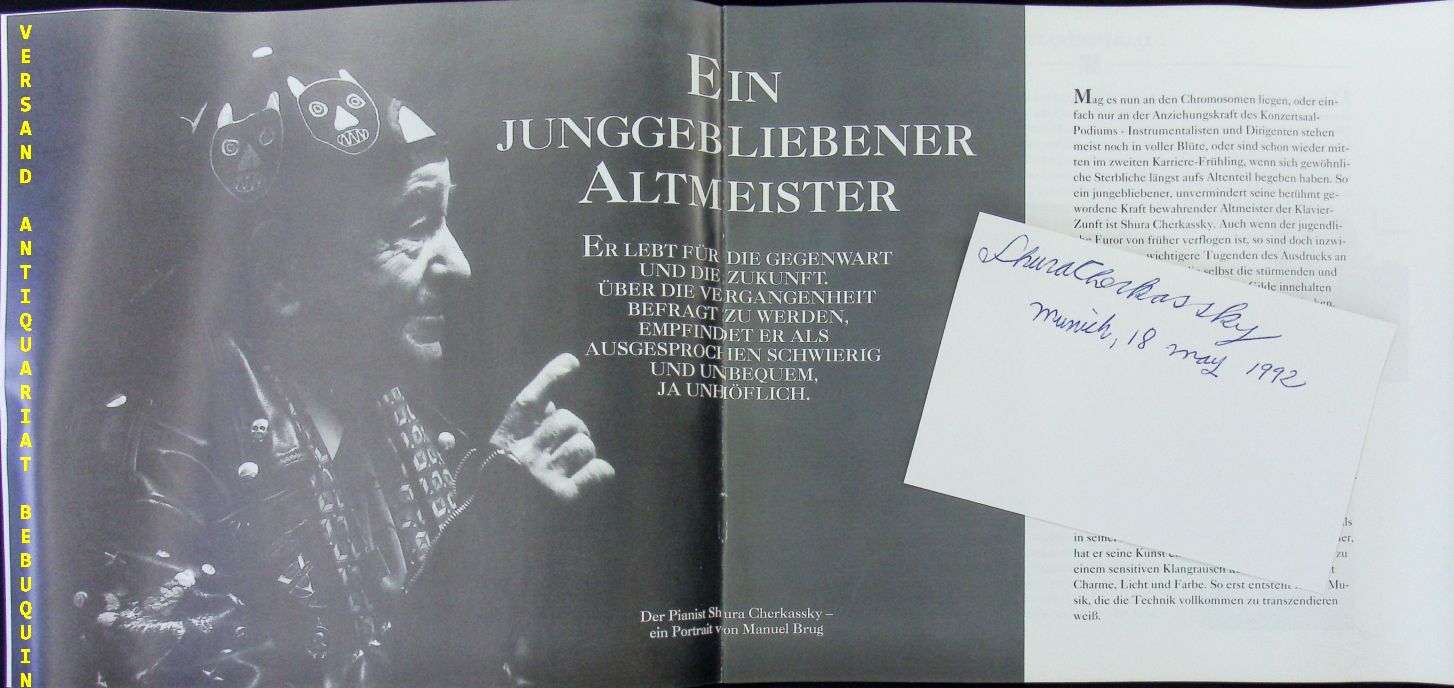 VERSAND ANTIQUARIAT BEBUQUIN
EIN
JUNGGEBLIEBENER
ALTMEISTER
ER LEBT FÜR DIE GEGENWART
UND DIE ZUKUNFT.
ÜBER DIE VERGANGENHEIT
BEFRAGT ZU WERDEN,
EMPFINDET ER ALS
AUSGESPROCHEN SCHWIERIG
UND UNBEQUEM,
JA UNHÖFLICH.
Der Pianist Shura Cherkassky –
ein Portrait von Manuel Brug
Mag es nun an den Chromosomen liegen, oder ein-
fach nur an der Anziehungskraft des Konzertsaal-
Podiums - Instrumentalisten und Dirigenten stehen
meist noch in voller Blüte, oder sind schon wieder mit-
ten im zweiten Karriere-Frühling, wenn sich gewöhnli-
che Sterbliche längst aufs Altenteil begeben haben. So
ein jungebliebener, unvermindert seine berühmt ge-
wordene Kraft bewahrender Altmeister der Klavier-
Zunft ist Shura Cherkassky. Auch wenn der jugendli-
Furor von früher verflogen ist, so sind doch inzwi-
wichtigere Tugenden des Ausdrucks an
selbst die stürmenden und
Gilde innehalten
ShuraCherkassky
Munich, 18 may 1992
in
hat er seine Kunst zu
einem sensitiven Klangrausch
Charme, Licht und Farbe. So erst entsteht Mu-
sik, die die Technik vollkommen zu transzendieren
weiß.